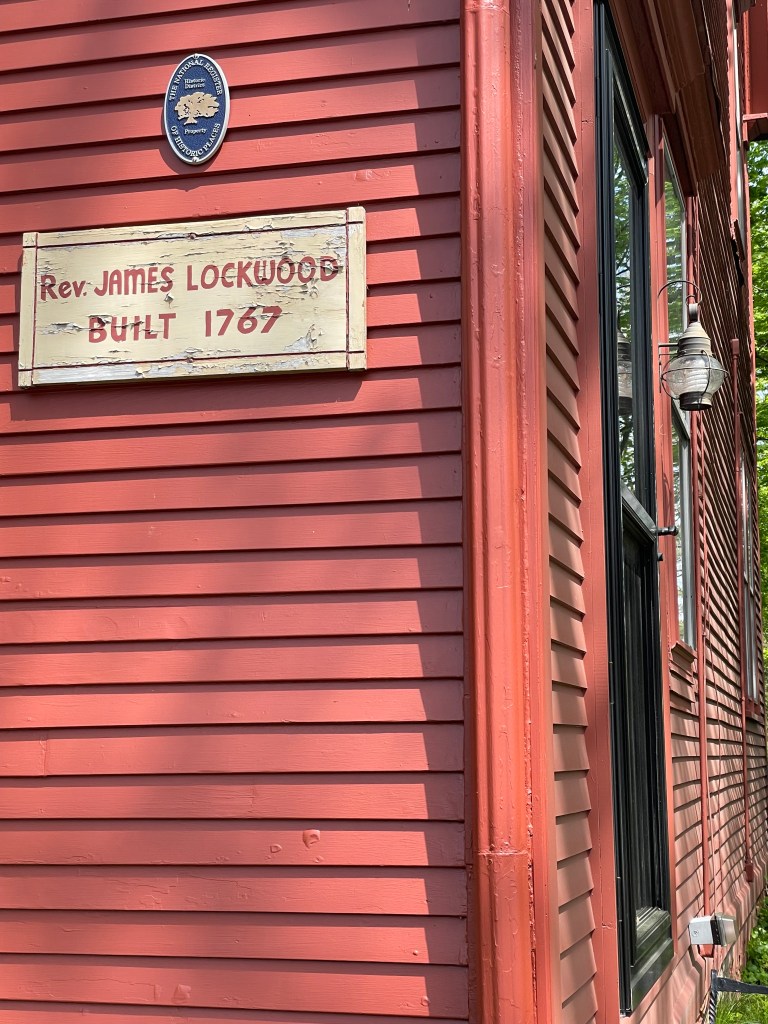 THE NATIONAL REGISTER
Historic
District
Property
OF HISTORIC PLACES
Rev. JAMES LOCKWOOD
BUILT 1767